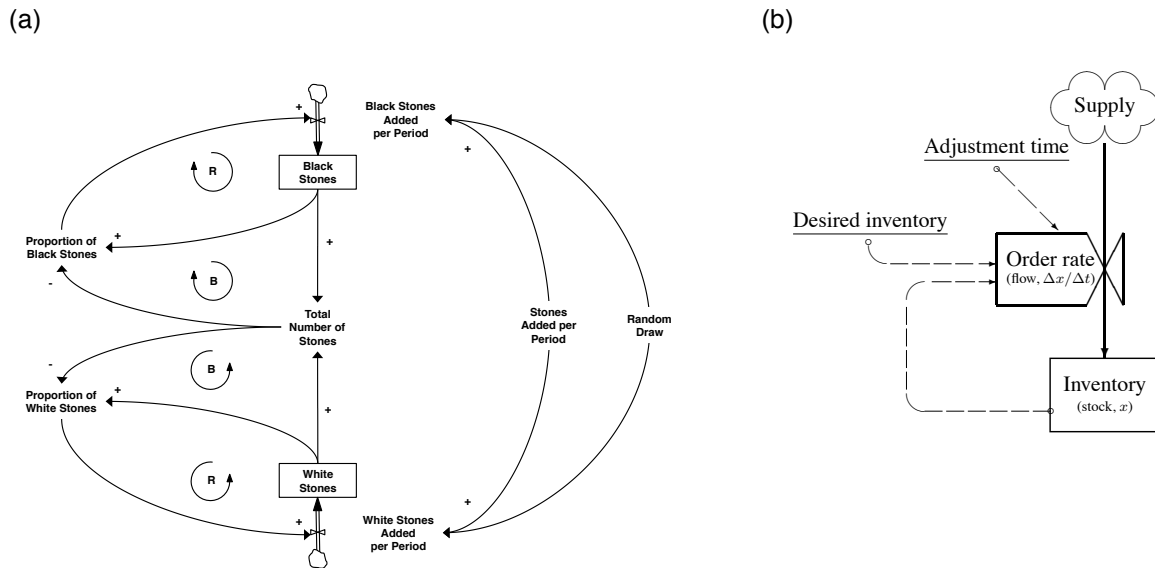 (a)
(b)
+
Black Stones
Added
per Period
+
R
Black
Stones
+
Proportion of
Black Stones
+
-
B
Total
Number of
Stones
Stones
Added per
Period
Random
Draw
-
B
+
Proportion of
White Stones
+
R
White
Stones
+
+
White Stones
Added
per Period
Supply
Adjustment time
Desired inventory
Order rate
(flow, Δx/Δt)
Inventory
(stock, x)